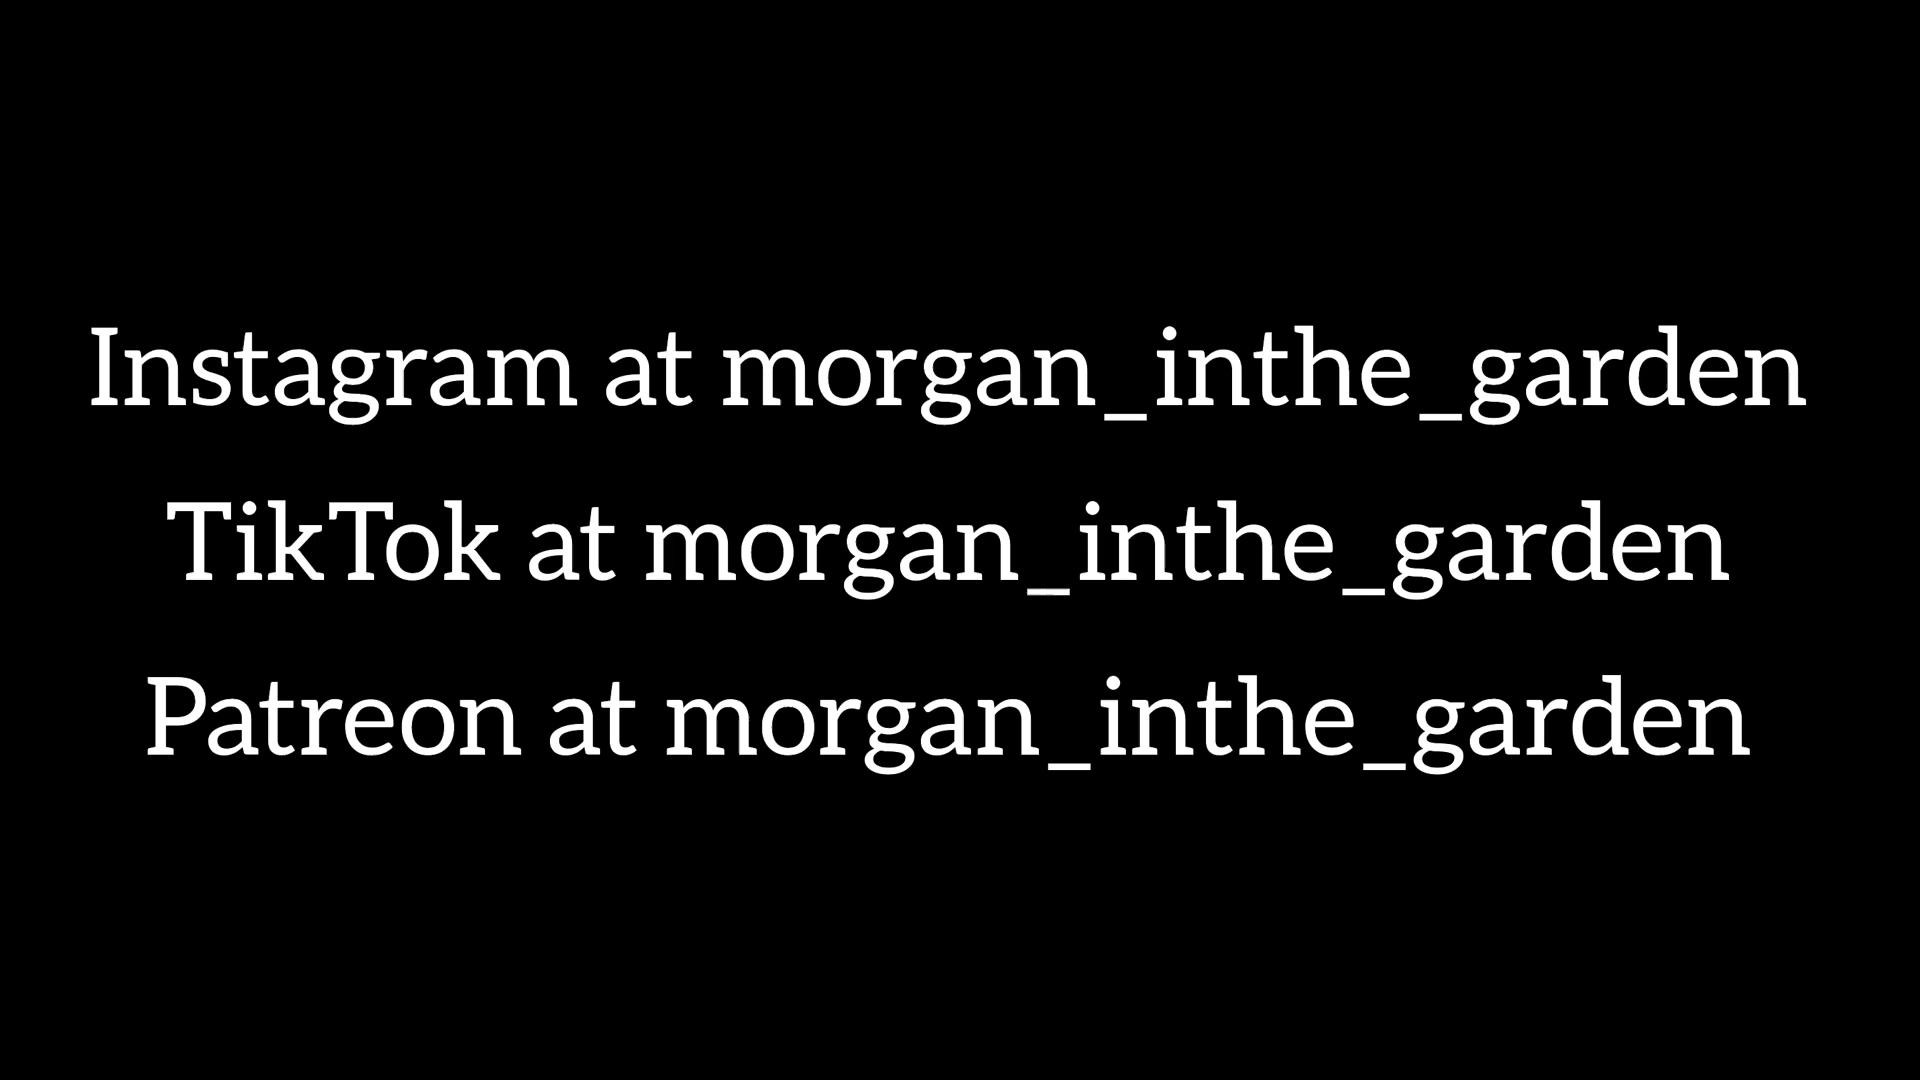 Instagram at morgan_inthe_garden
TikTok at morgan_inthe_garden
Patreon at morgan_inthe_garden